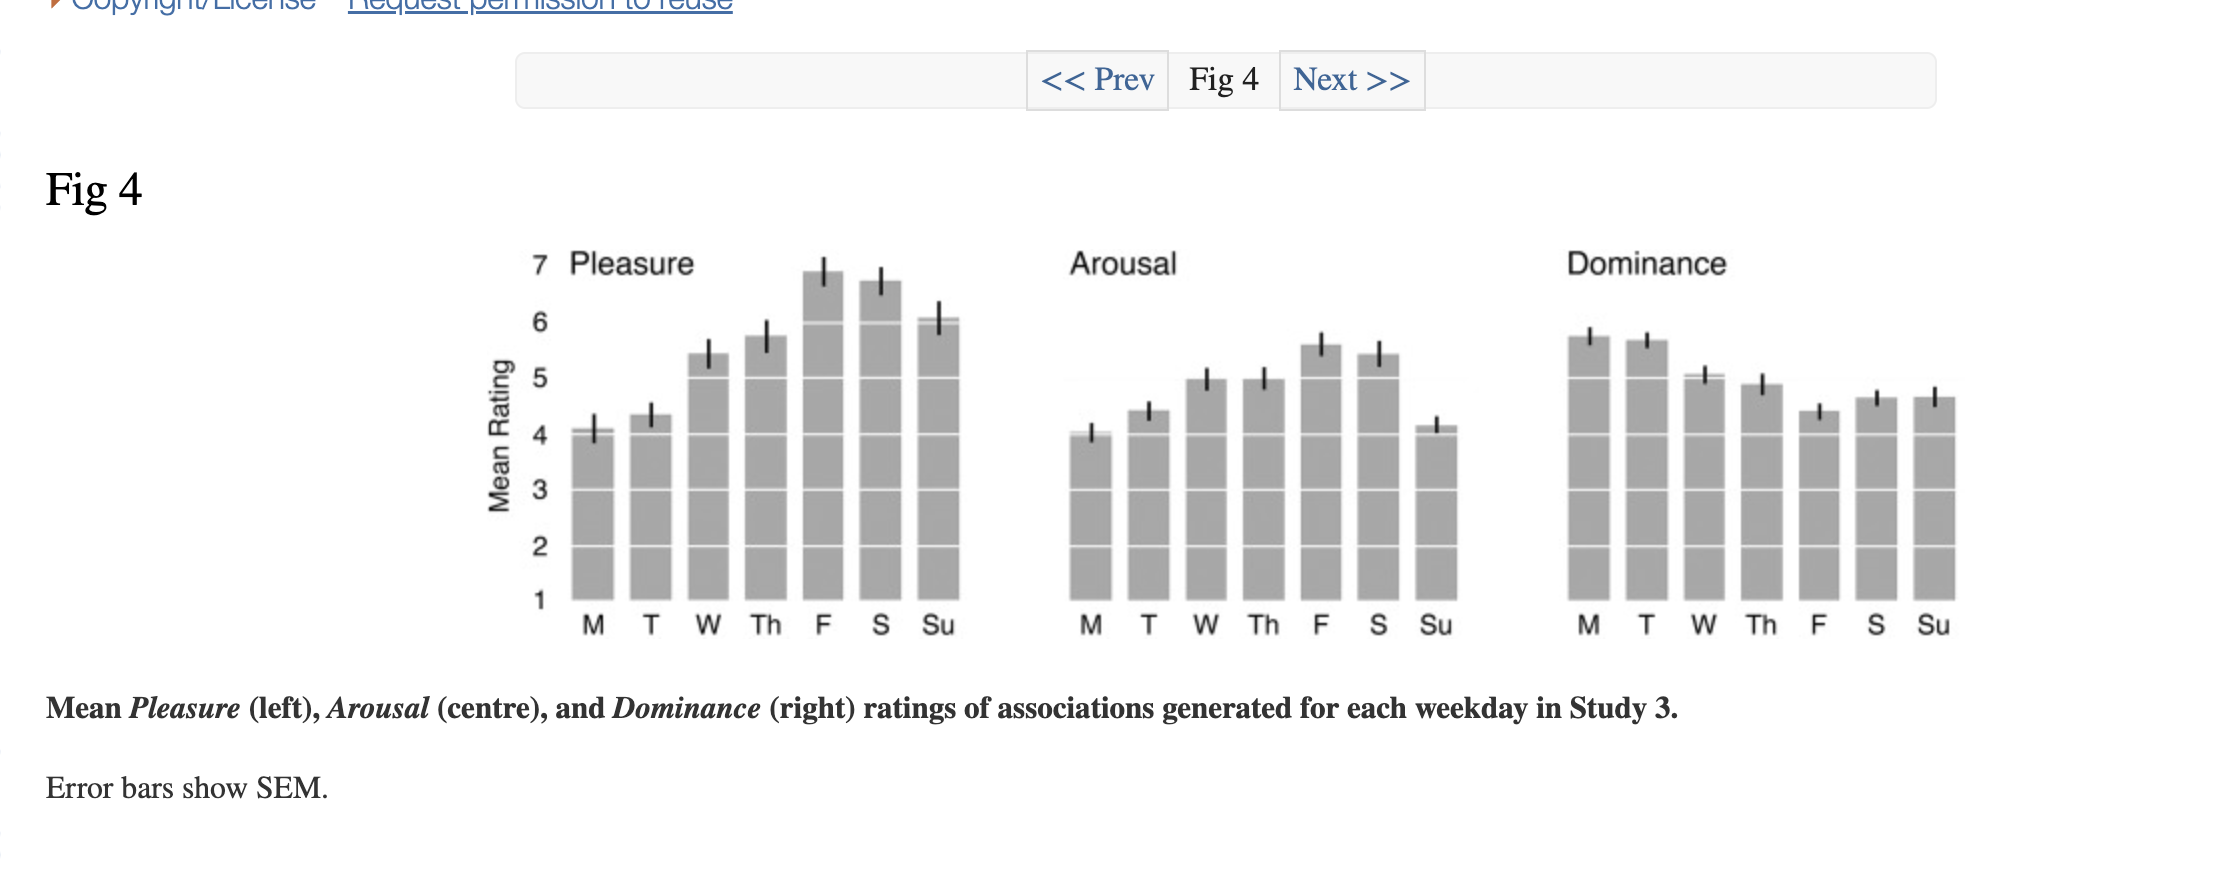 Copyright/License Request permission to reuse
<< Prev Fig 4 Next >>
Fig 4
7 Pleasure
Arousal
Dominance
6
5
4
3
2
1
Mean Rating
M T W Th F S Su
M T W Th F S Su
M T W Th F S Su
Mean Pleasure (left), Arousal (centre), and Dominance (right) ratings of associations generated for each weekday in Study 3.
Error bars show SEM.